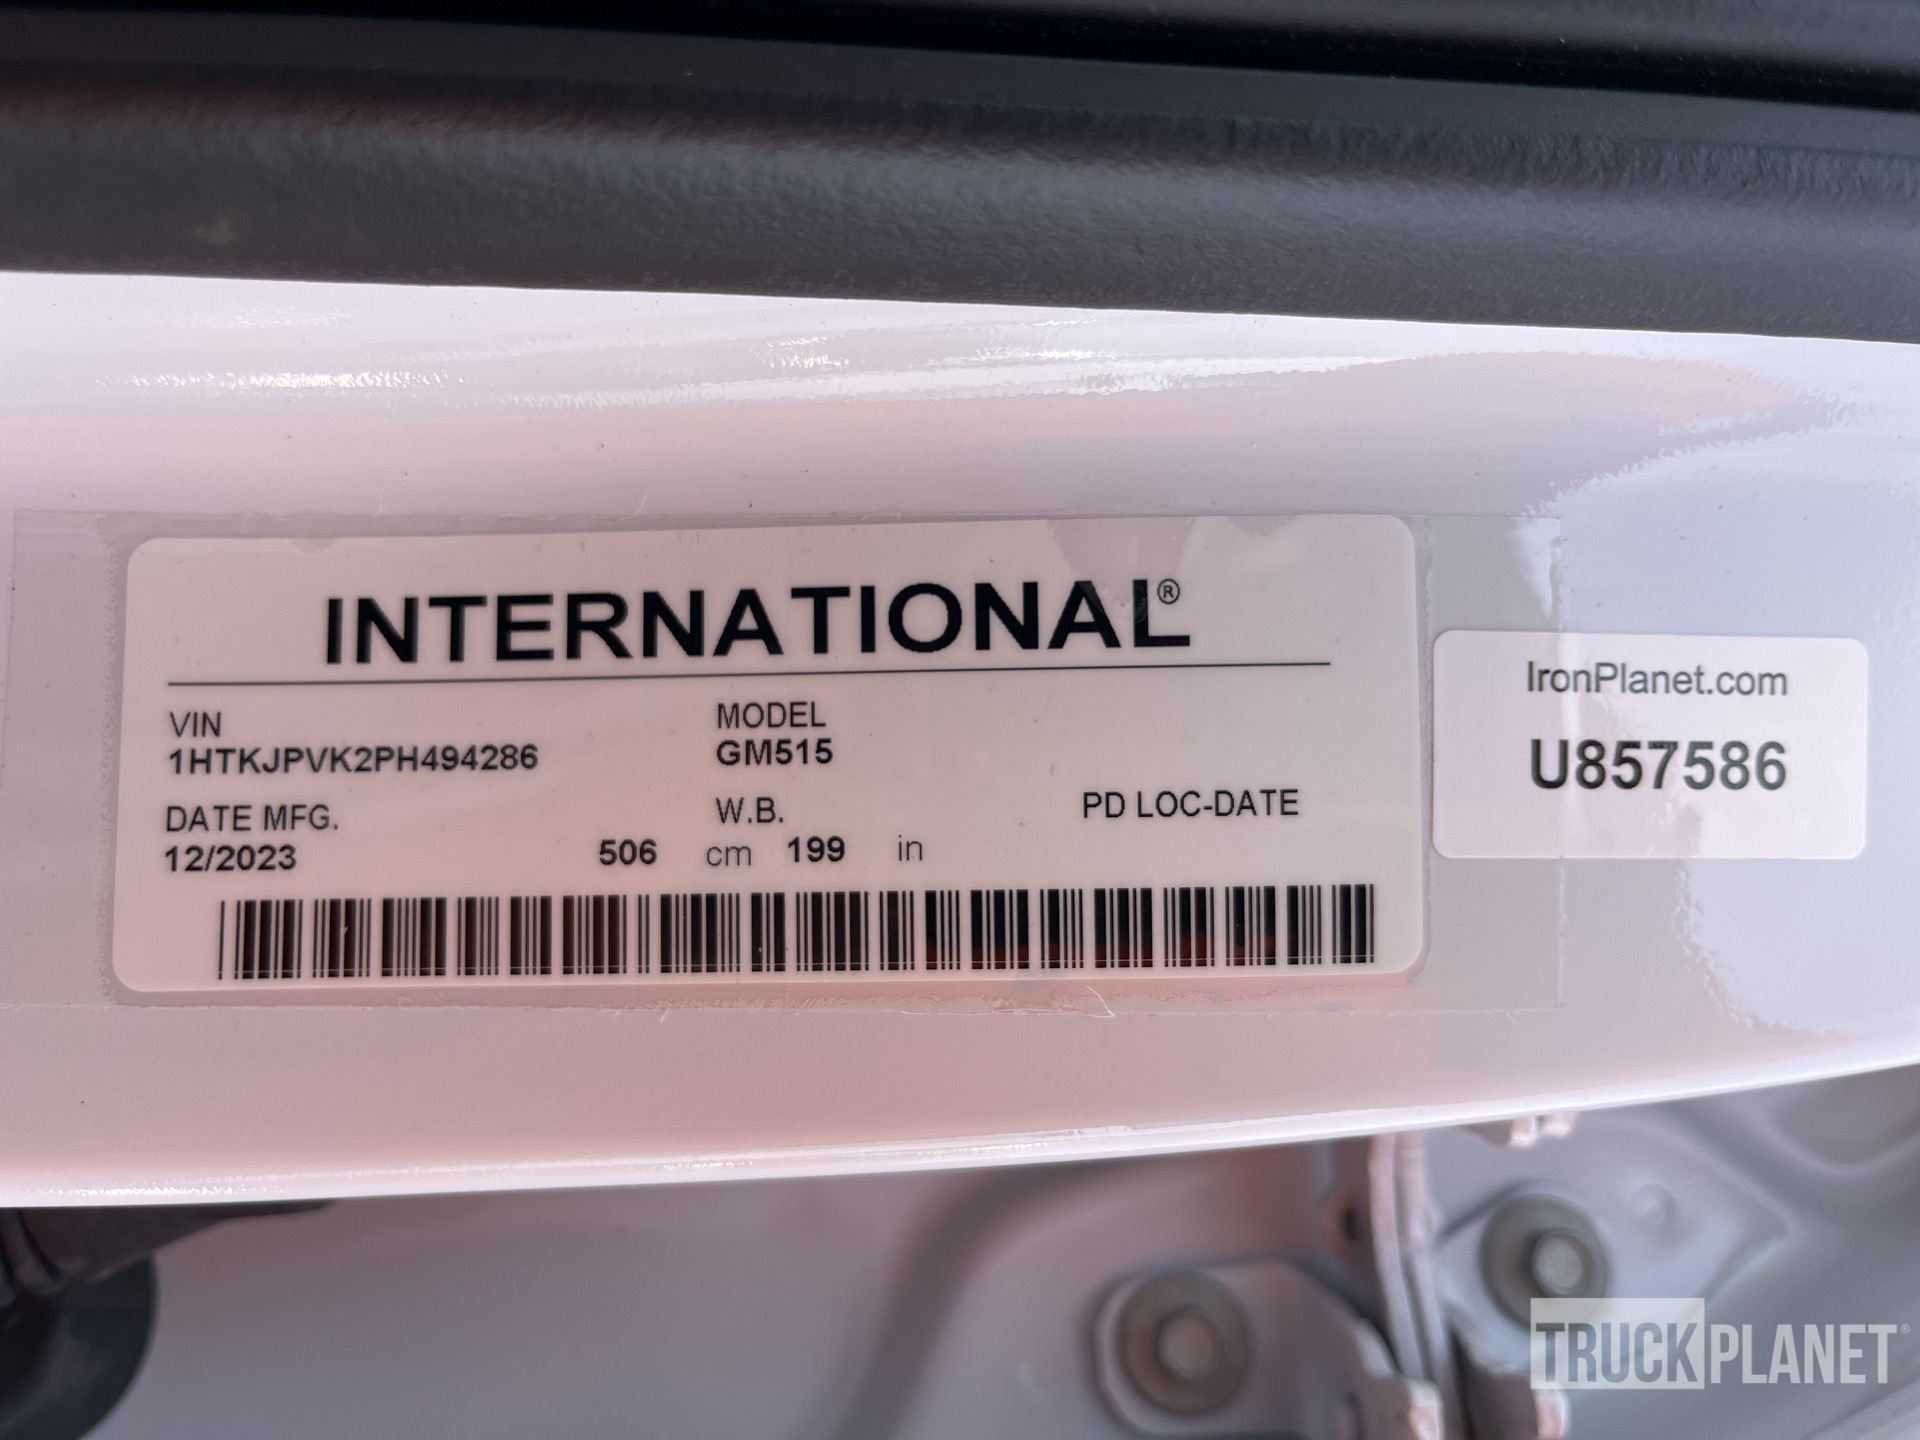 INTERNATIONAL®
VIN
1HTKJPVK2PH494286
MODEL
GM515
DATE MFG.
12/2023
W.B.
506 cm 199 in
PD LOC-DATE
IronPlanet.com
U857586
TRUCKPLANET®